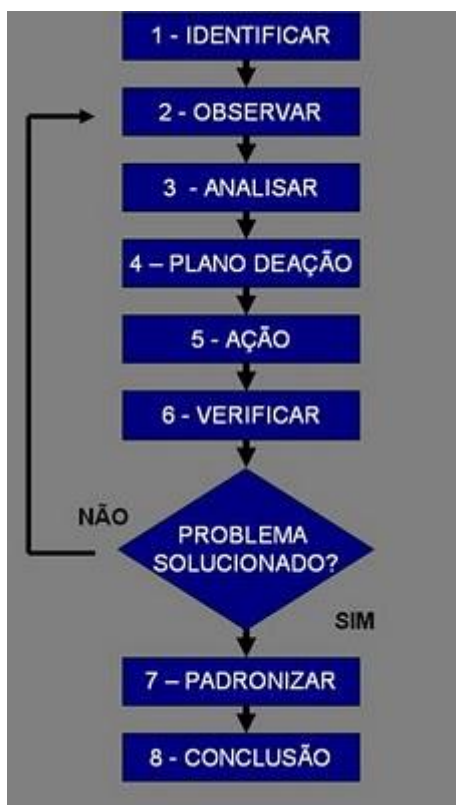 1 - IDENTIFICAR
2 - OBSERVAR
3 - ANALISAR
4 – PLANO DEAÇÃO
5 - AÇÃO
6 - VERIFICAR
NÃO
PROBLEMA
SOLUCIONADO?
SIM
7 – PADRONIZAR
8 - CONCLUSÃO